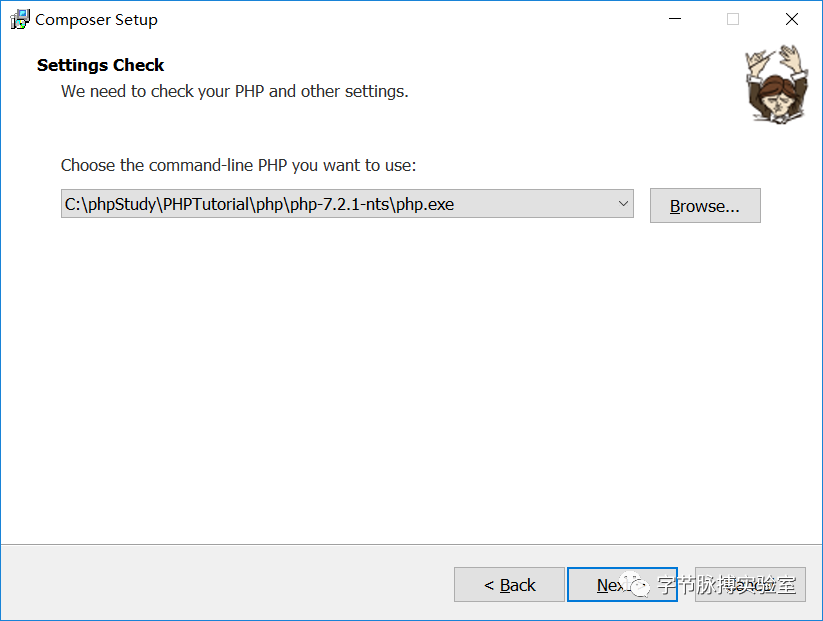 Composer Setup
Settings Check
We need to check your PHP and other settings.
Choose the command-line PHP you want to use:
C:\phpStudy\PHPTutorial\php\php-7.2.1-nts\php.exe
Browse...
< Back
字节脉搏实验室